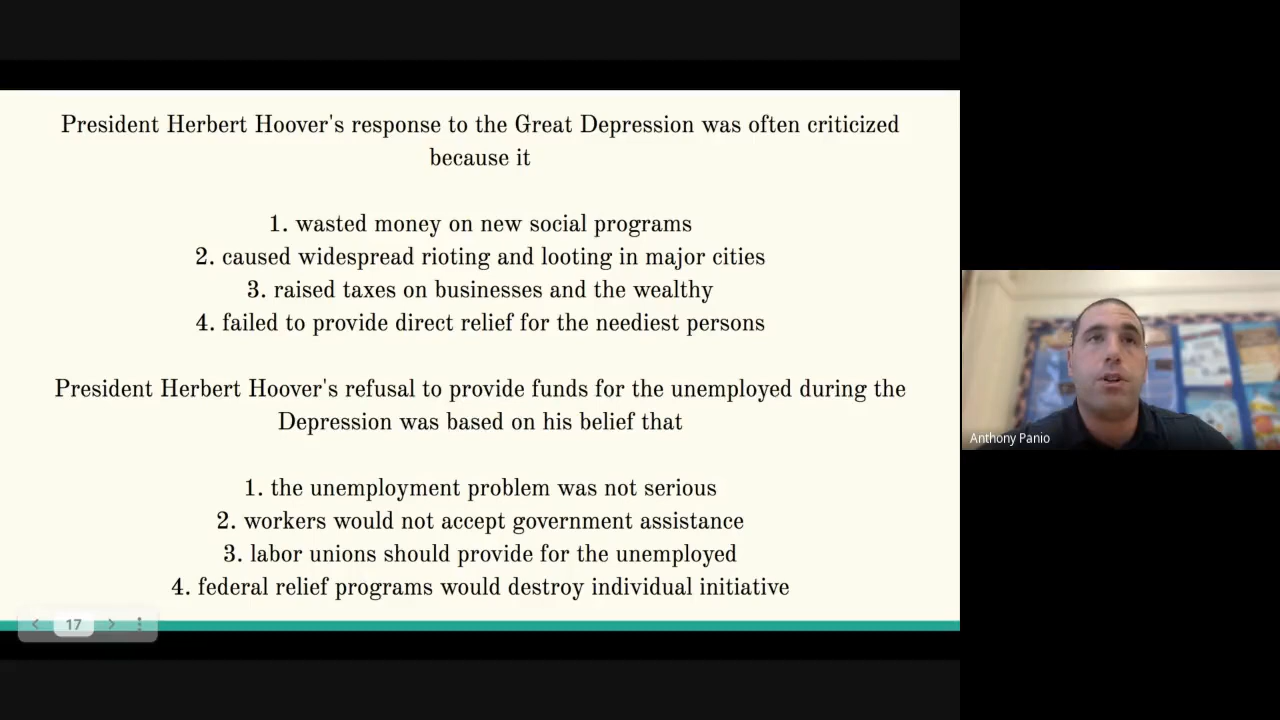 President Herbert Hoover's response to the Great Depression was often criticized
because it
1. wasted money on new social programs
2. caused widespread rioting and looting in major cities
3. raised taxes on businesses and the wealthy
4. failed to provide direct relief for the neediest persons
President Herbert Hoover's refusal to provide funds for the unemployed during the
Depression was based on his belief that
1. the unemployment problem was not serious
2. workers would not accept government assistance
3. labor unions should provide for the unemployed
4. federal relief programs would destroy individual initiative
17
Anthony Panio